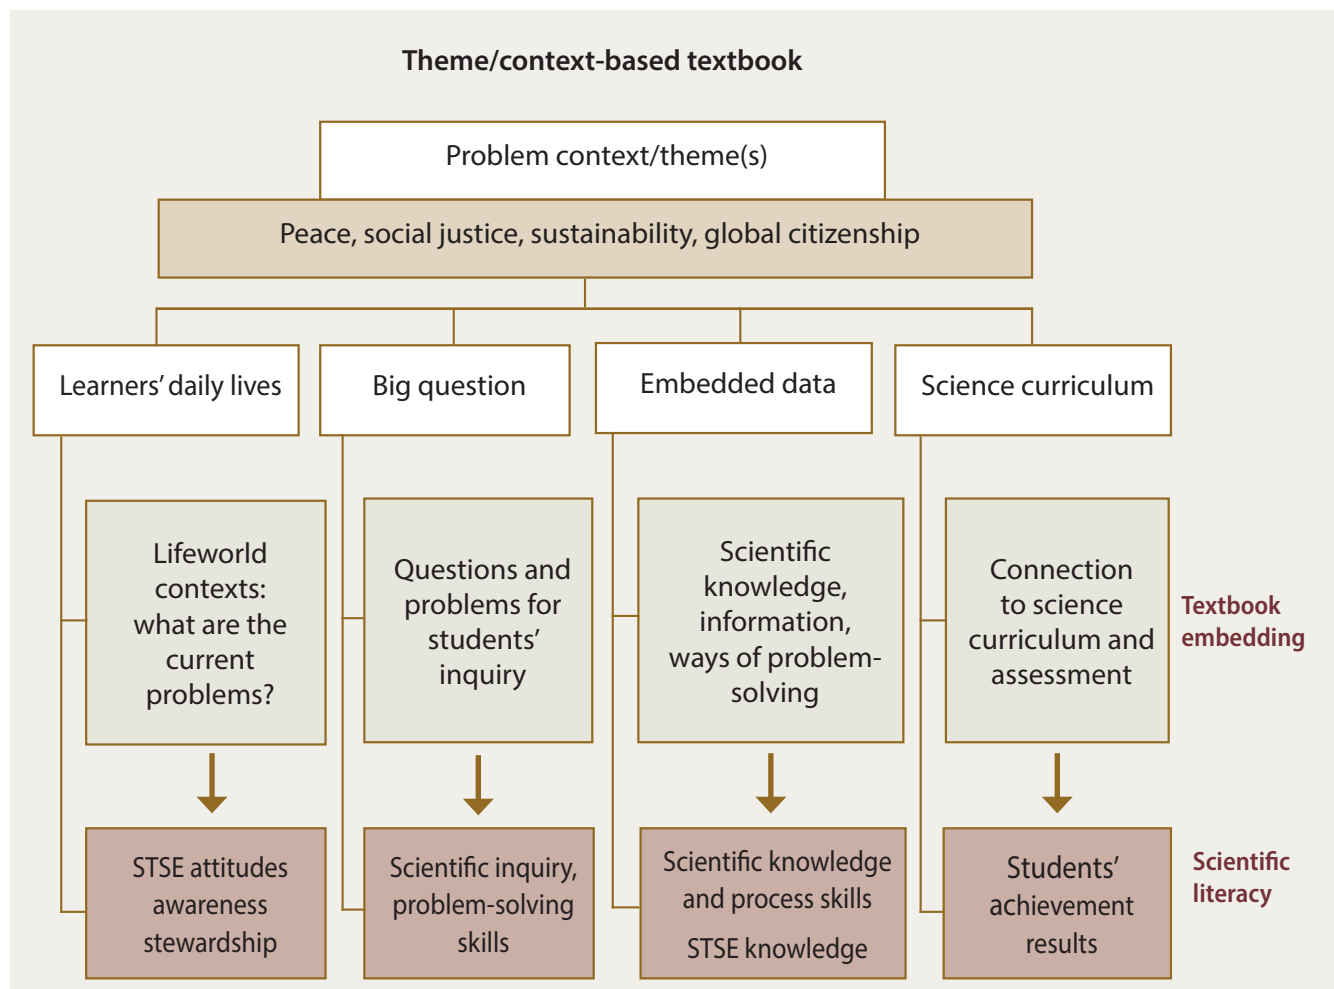 Theme/context-based textbook
Problem context/theme(s)
Peace, social justice, sustainability, global citizenship
Learners’ daily lives
Big question
Embedded data
Science curriculum
Lifeworld
contexts:
what are the
current
problems?
Questions and
problems for
students’
inquiry
Scientific
knowledge,
information,
ways of problem-
solving
Connection
to science
curriculum and
assessment
Textbook
embedding
STSE attitudes
awareness
stewardship
Scientific inquiry,
problem-solving
skills
Scientific knowledge
and process skills
STSE knowledge
Students’
achievement
results
Scientific
literacy